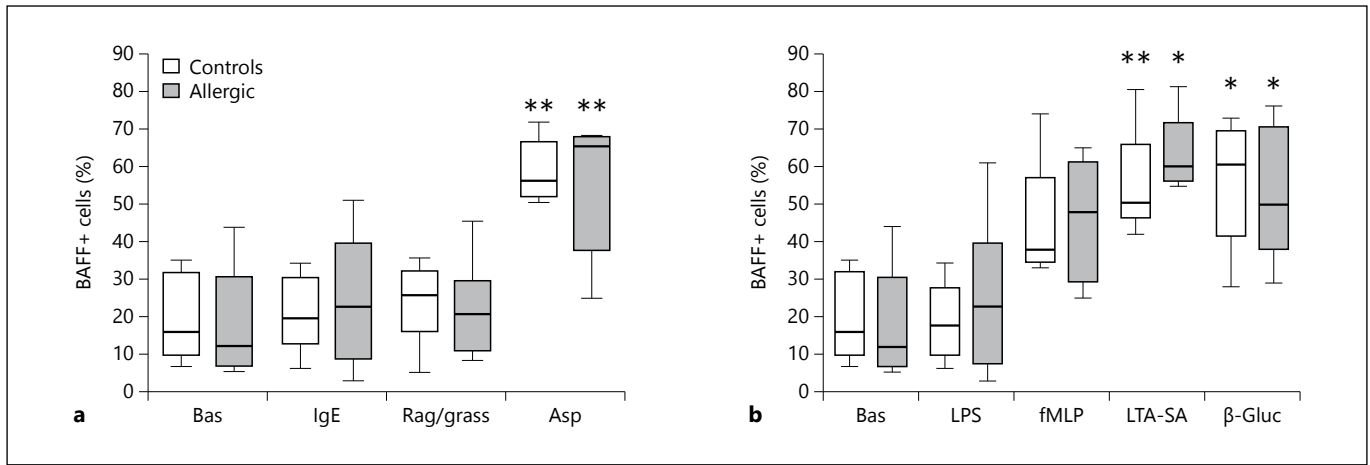 90
80
70
60
50
40
30
20
10
0
BAFF+ cells (%)
Controls
Allergic
** **
Bas IgE Rag/grass Asp
a
90
80
70
60
50
40
30
20
10
0
BAFF+ cells (%)
** * * *
Bas LPS fMLP LTA-SA β-Gluc
b